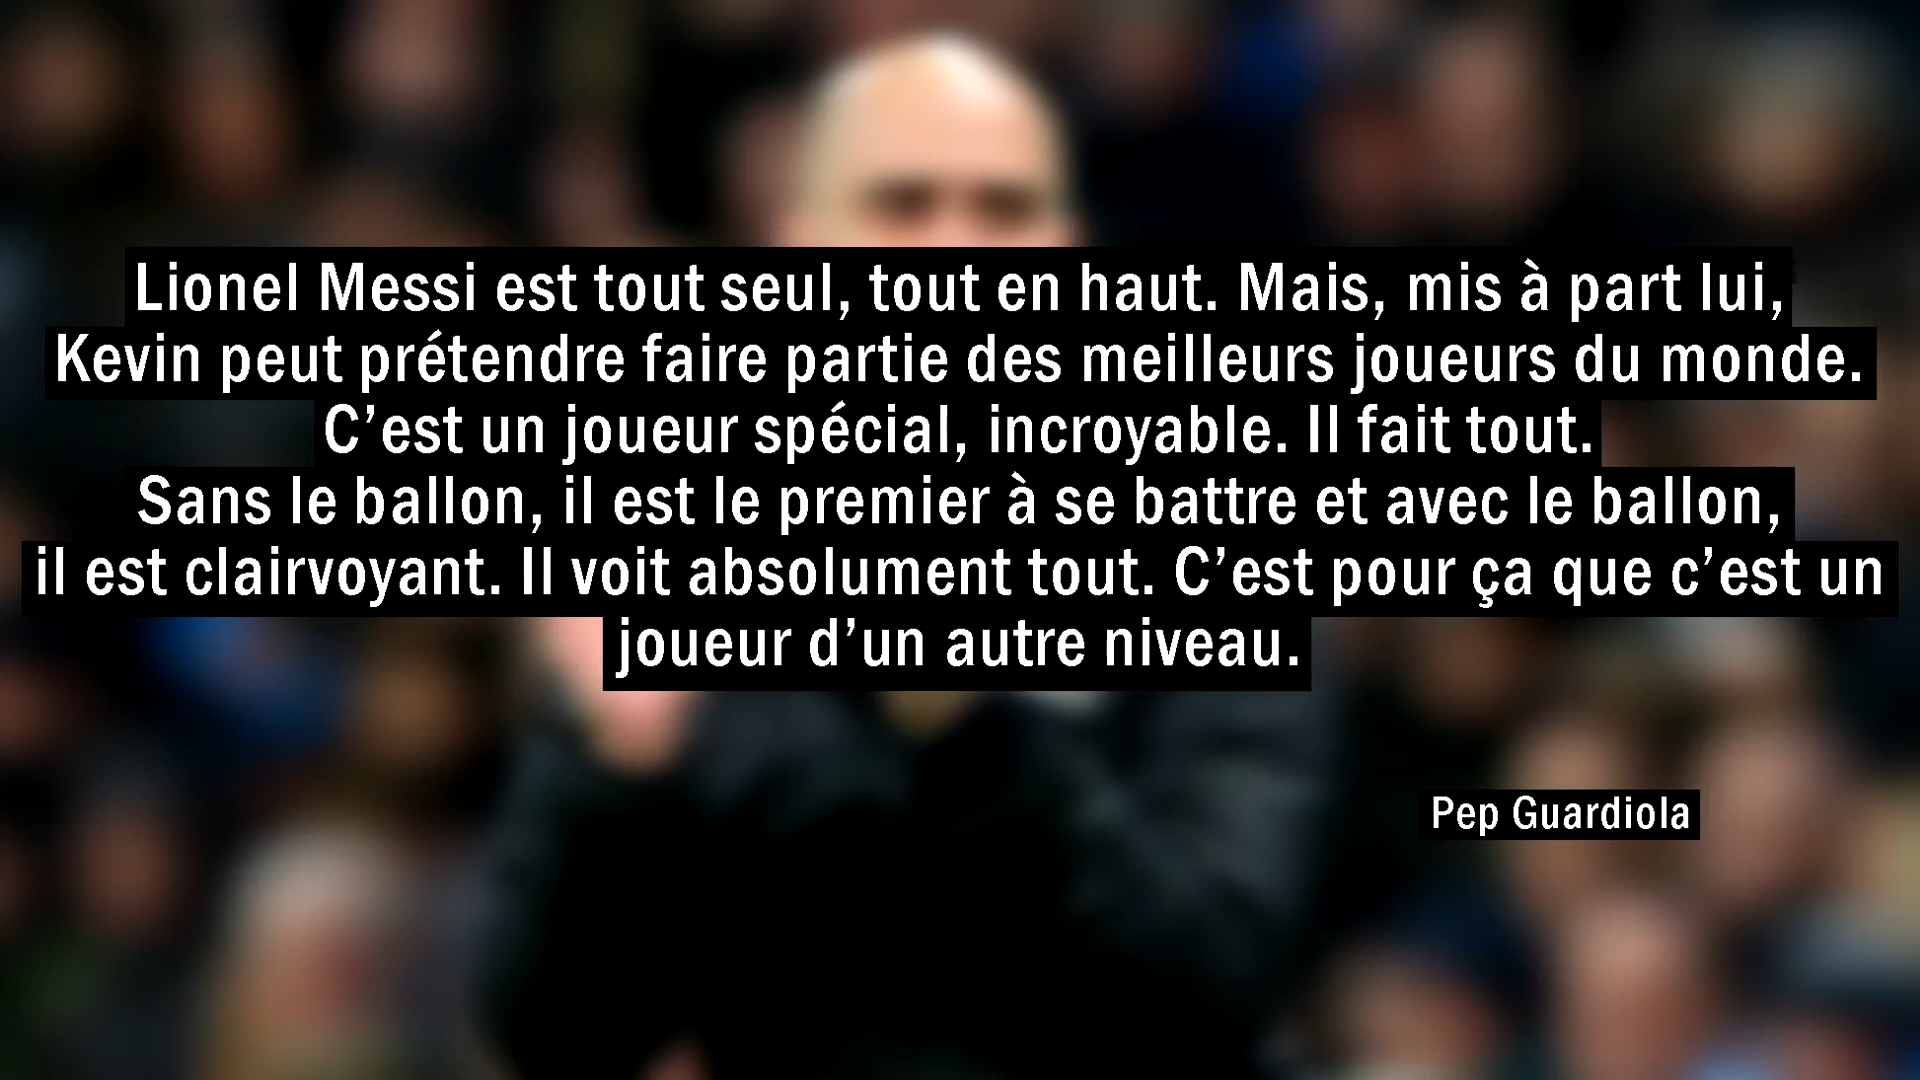 Lionel Messi est tout seul, tout en haut. Mais, mis à part lui,
Kevin peut prétendre faire partie des meilleurs joueurs du monde.
C’est un joueur spécial, incroyable. Il fait tout.
Sans le ballon, il est le premier à se battre et avec le ballon,
il est clairvoyant. Il voit absolument tout. C’est pour ça que c’est un
joueur d’un autre niveau.
Pep Guardiola